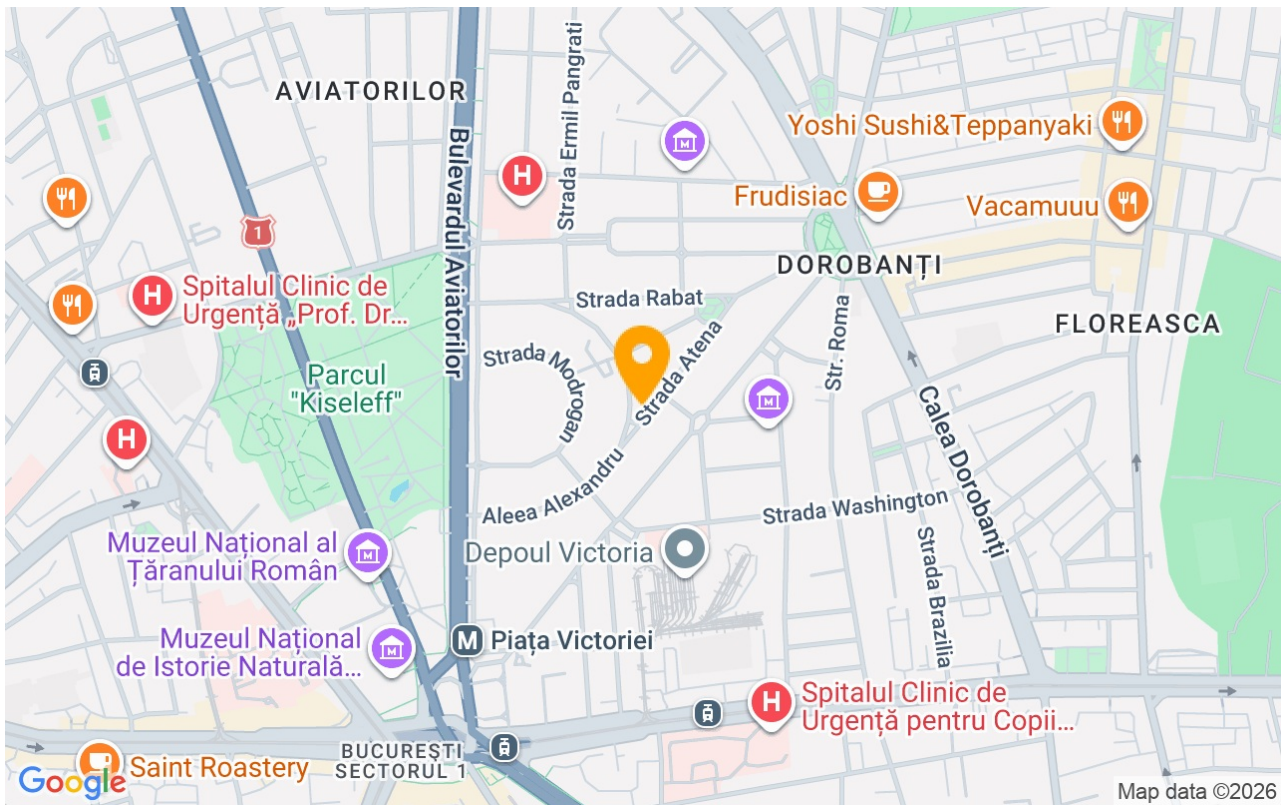 AVIATORILOR
Bulevardul Aviatorilor
Strada Ermil Pangrati
Yoshi Sushi&Teppanyaki
Frudisiac
Vacamuuu
H
1
H
Spitalul Clinic de
Urgență „Prof. Dr...
DOROBANȚI
FLOREASCA
Strada Rabat
Strada Atena
Str. Roma
Strada Modrogan
Parcul
"Kiseleff"
H
Calea Dorobanți
Aleea Alexandru
Strada Washington
Strada Brazilia
Muzeul Național al
Țăranului Român
Depoul Victoria
Muzeul Național
de Istorie Naturală...
M
Piața Victoriei
H
Spitalul Clinic de
Urgență pentru Copii...
BUCUREȘTI
SECTORUL 1
Saint Roastery
Google
Map data ©2026